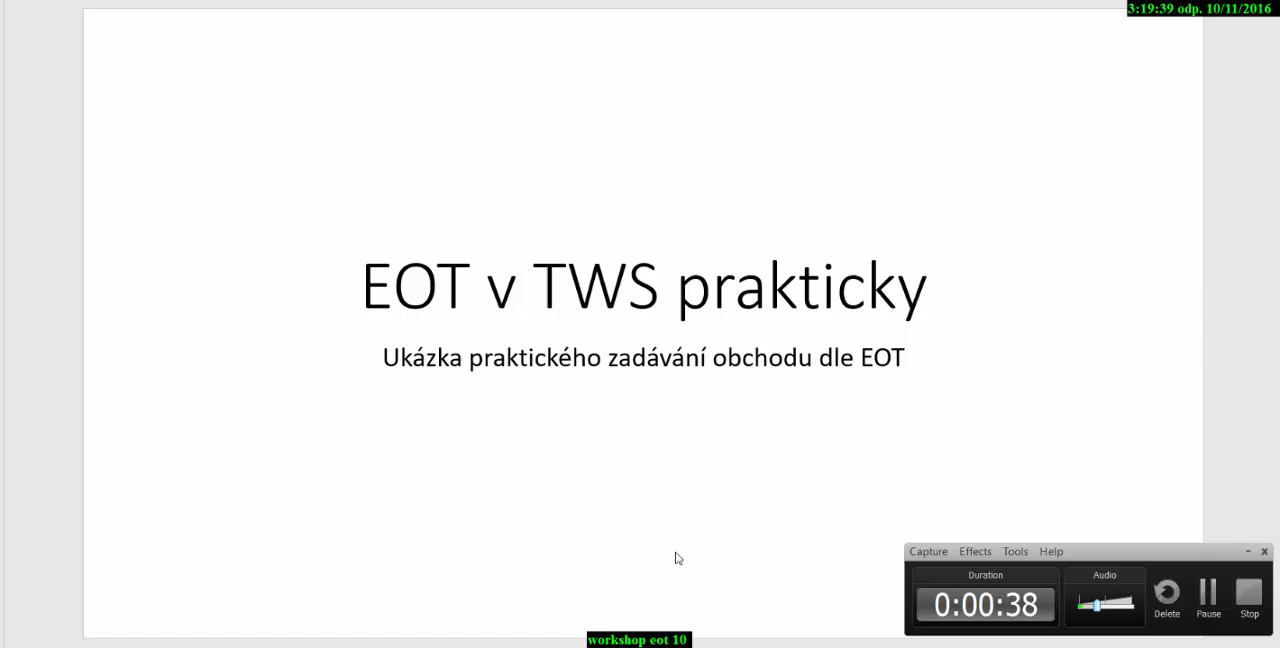 3:19:39 odp. 10/11/2016
EOT v TWS prakticky
Ukázka praktického zadávání obchodu dle EOT
Capture Effects Tools Help
Duration
Audio
0:00:38
Delete Pause Stop
workshop eot 10